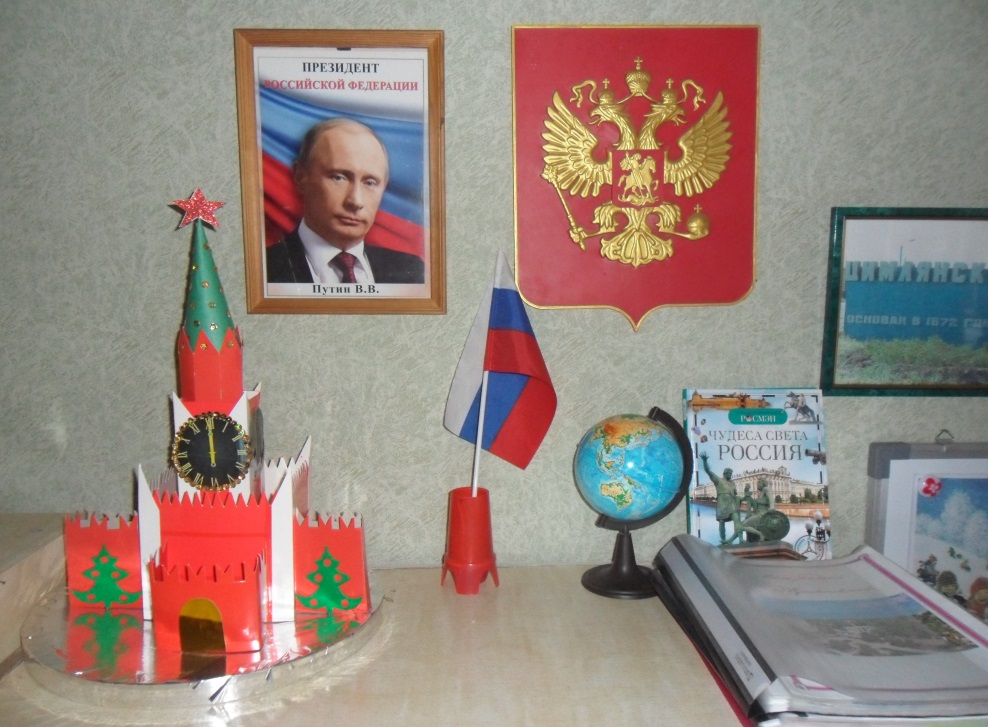 ПРЕЗИДЕНТ
РОССИЙСКОЙ ФЕДЕРАЦИИ
Путин В.В.
ЦИМЛЯНСК
ОСНОВАН В 1672
РОСМЭН
ЧУДЕСА СВЕТА
РОССИЯ